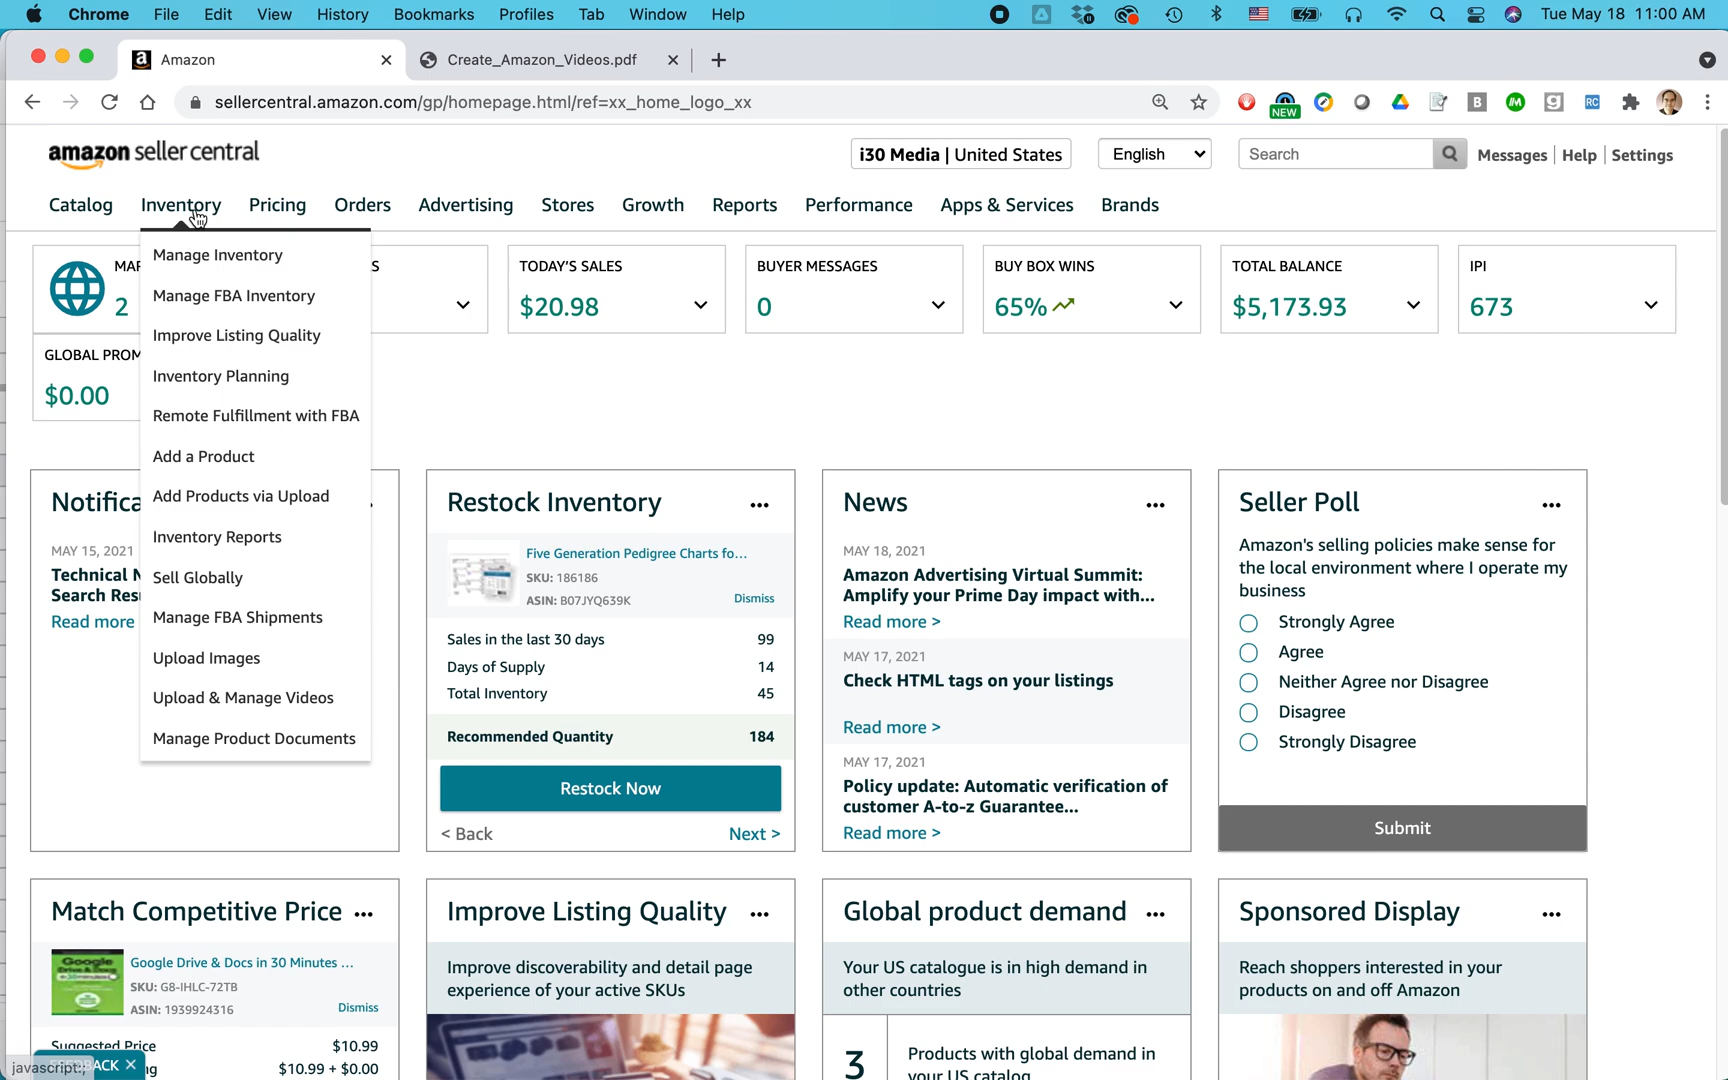 Chrome File Edit View History Bookmarks Profiles Tab Window Help Tue May 18 11:00 AM
Amazon Create_Amazon_Videos.pdf
sellercentral.amazon.com/gp/homepage.html/ref=xx_home_logo_xx
NEW
amazon seller central
i30 Media | United States English Search Messages Help Settings
Catalog Inventory Pricing Orders Advertising Stores Growth Reports Performance Apps & Services Brands
Manage Inventory
Manage FBA Inventory
Improve Listing Quality
Inventory Planning
Remote Fulfillment with FBA
Add a Product
Add Products via Upload
Inventory Reports
Sell Globally
Manage FBA Shipments
Upload Images
Upload & Manage Videos
Manage Product Documents
MAR
2
S
TODAY'S SALES
$20.98
BUYER MESSAGES
0
BUY BOX WINS
65%
TOTAL BALANCE
$5,173.93
IPI
673
GLOBAL PROM
$0.00
Notifica
MAY 15, 2021
Technical N
Search Res
Read more
Restock Inventory
Five Generation Pedigree Charts fo...
SKU: 186186
ASIN: B07JYQ639K Dismiss
Sales in the last 30 days 99
Days of Supply 14
Total Inventory 45
Recommended Quantity 184
Restock Now
< Back Next >
News
MAY 18, 2021
Amazon Advertising Virtual Summit:
Amplify your Prime Day impact with...
Read more >
MAY 17, 2021
Check HTML tags on your listings
Read more >
MAY 17, 2021
Policy update: Automatic verification of
customer A-to-z Guarantee...
Read more >
Seller Poll
Amazon's selling policies make sense for
the local environment where I operate my
business
Strongly Agree
Agree
Neither Agree nor Disagree
Disagree
Strongly Disagree
Submit
Match Competitive Price
Google Drive & Docs in 30 Minutes ...
SKU: G8-IHLC-72TB
ASIN: 1939924316 Dismiss
Suggested Price $10.99
$10.99 + $0.00
javascript:;
Improve Listing Quality
Improve discoverability and detail page
experience of your active SKUs
Global product demand
Your US catalogue is in high demand in
other countries
3
Products with global demand in
your US catalog
Sponsored Display
Reach shoppers interested in your
products on and off Amazon